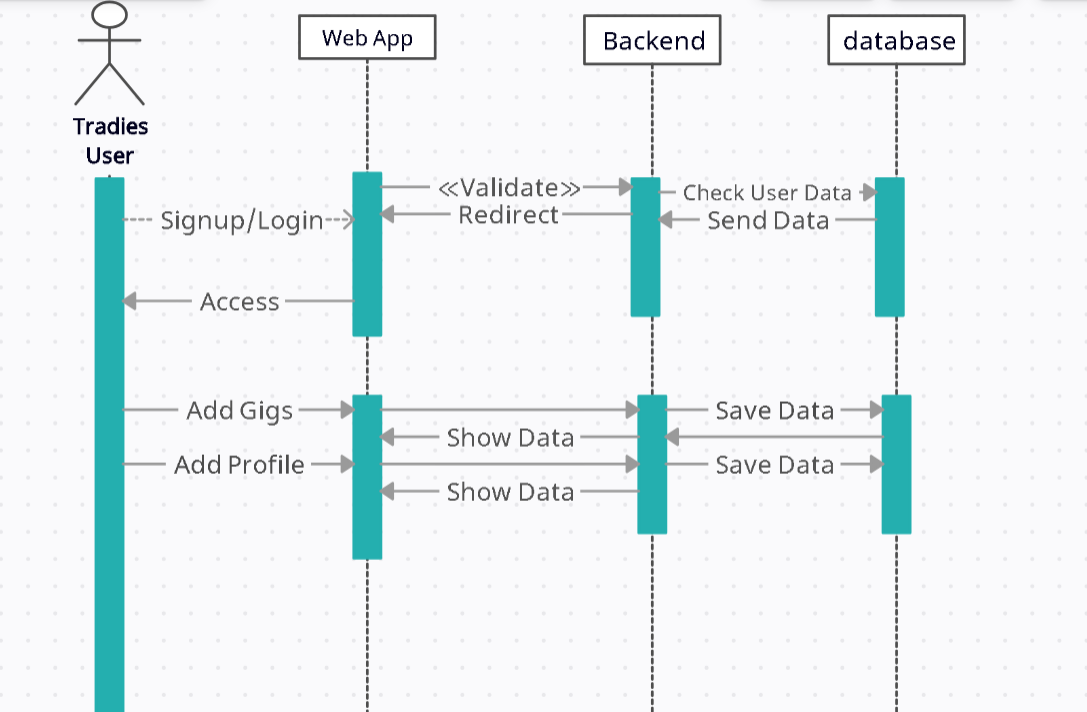 Web App
Backend
database
Tradies
User
≪Validate≫
Check User Data
Redirect
Signup/Login
Send Data
Access
Add Gigs
Save Data
Show Data
Add Profile
Save Data
Show Data